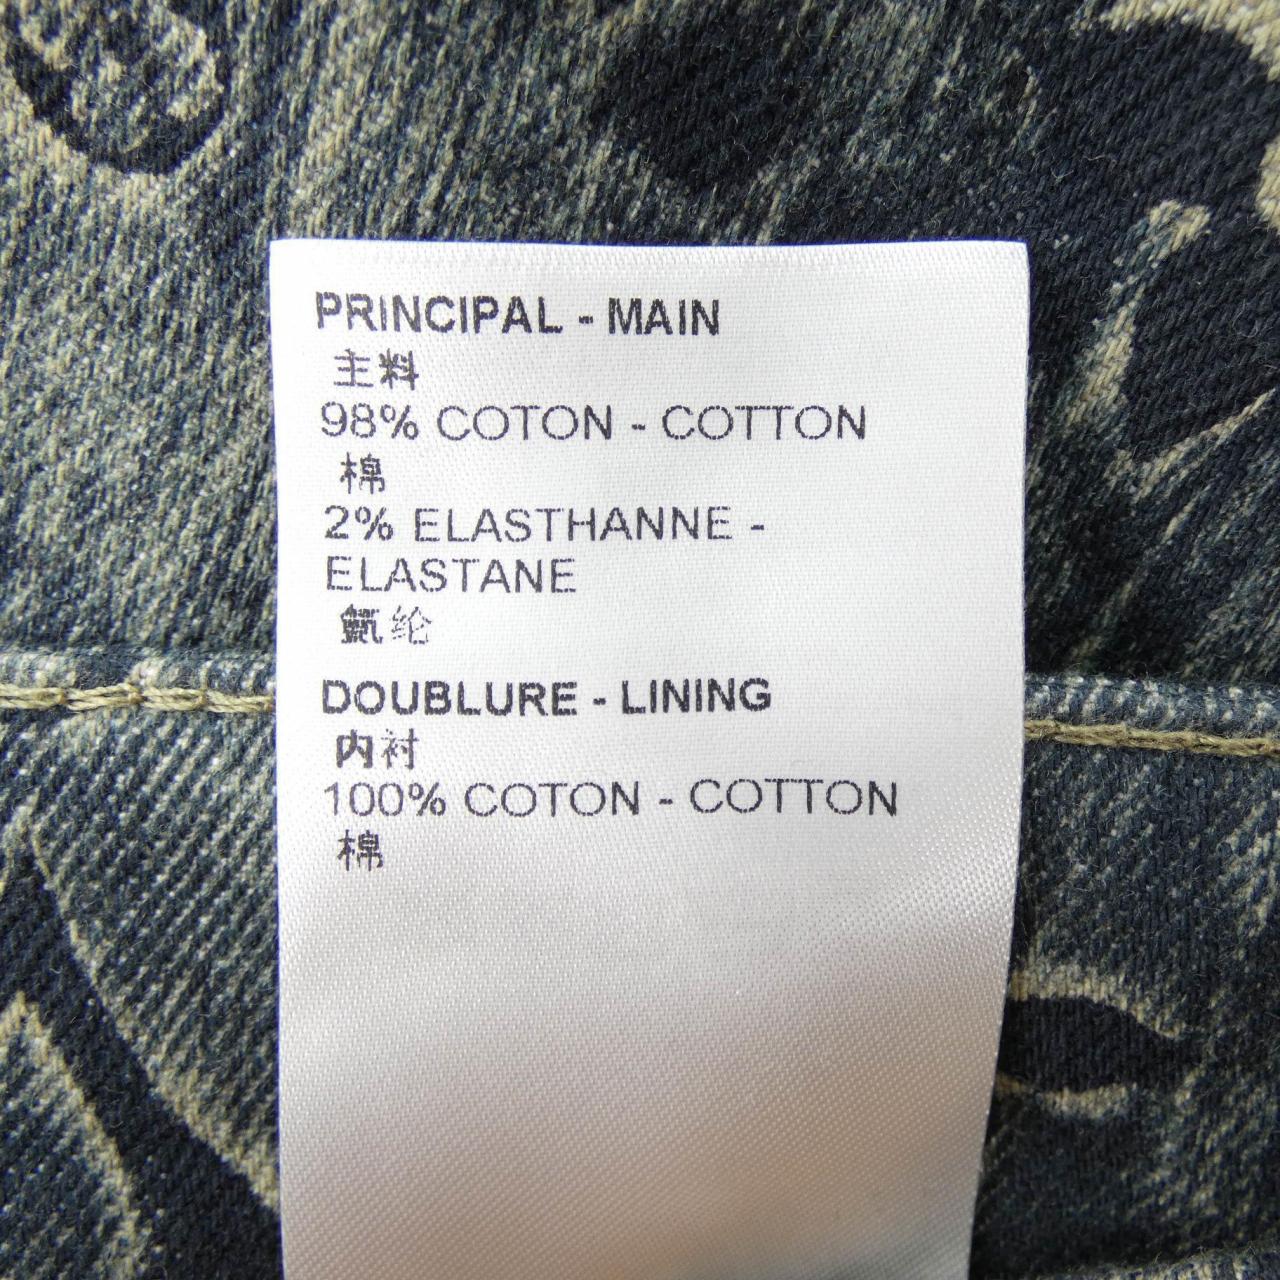 PRINCIPAL - MAIN
主料
98% COTON - COTTON
棉
2% ELASTHANNE -
ELASTANE
氨纶
DOUBLURE - LINING
内衬
100% COTON - COTTON
棉